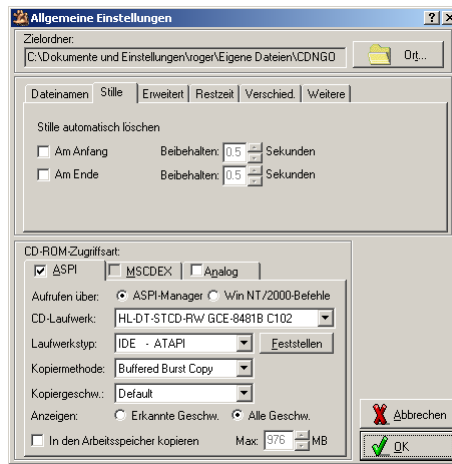 Allgemeine Einstellungen
Zielordner:
C:\Dokumente und Einstellungen\roger\Eigene Dateien\CDNGO
Ort...
Dateinamen Stille Erweitert Restzeit Verschied. Weitere
Stille automatisch löschen
Am Anfang Beibehalten: 0.5 Sekunden
Am Ende Beibehalten: 0.5 Sekunden
CD-ROM-Zugriffsart:
ASPI MSCDEX Analog
Aufrufen über: ASPI-Manager Win NT/2000-Befehle
CD-Laufwerk: HL-DT-STCD-RW GCE-8481B C102
Laufwerkstyp: IDE - ATAPI Feststellen
Kopiermethode: Buffered Burst Copy
Kopiergeschw.: Default
Anzeigen: Erkannte Geschw. Alle Geschw.
In den Arbeitsspeicher kopieren Max: 976 MB
Abbrechen
OK